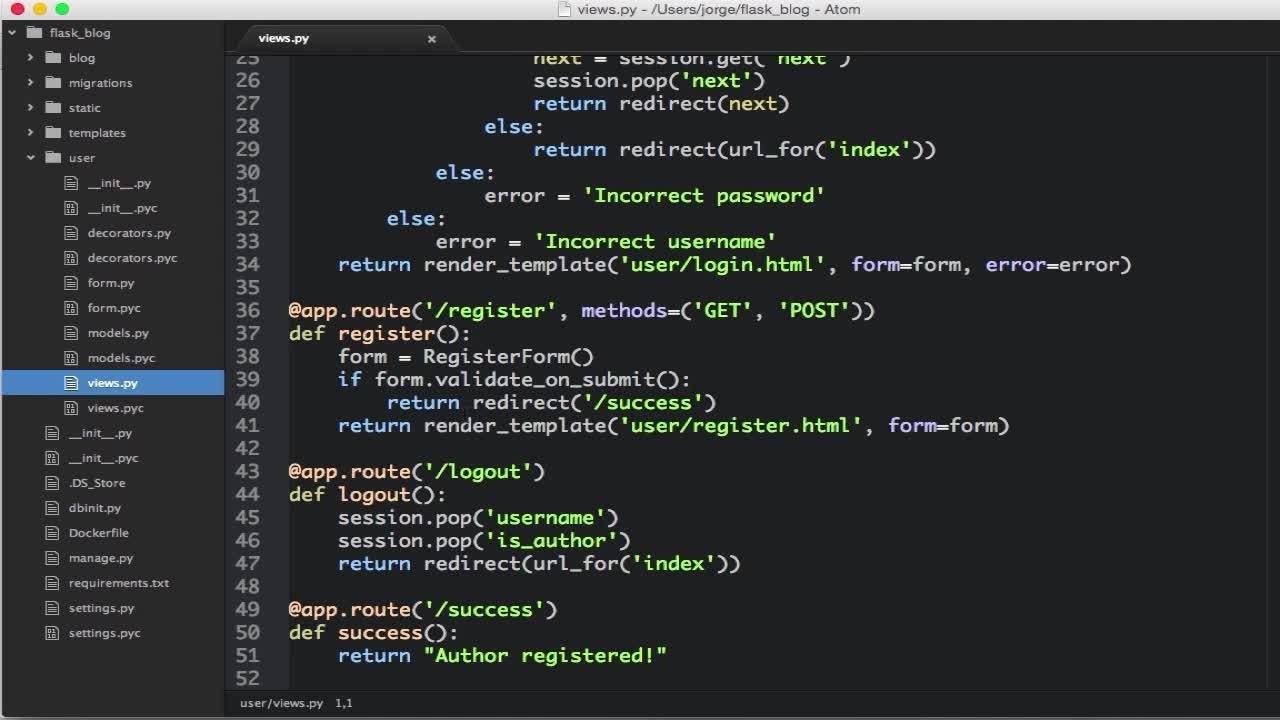 views.py - /Users/jorge/flask_blog - Atom
flask_blog
blog
migrations
static
templates
user
__init__.py
__init__.pyc
decorators.py
decorators.pyc
form.py
form.pyc
models.py
models.pyc
views.py
views.pyc
__init__.py
__init__.pyc
.DS_Store
dbinit.py
Dockerfile
manage.py
requirements.txt
settings.py
settings.pyc
views.py
25                     next = session.get('next')
26                     session.pop('next')
27                     return redirect(next)
28                 else:
29                     return redirect(url_for('index'))
30             else:
31                 error = 'Incorrect password'
32         else:
33             error = 'Incorrect username'
34     return render_template('user/login.html', form=form, error=error)
35
36 @app.route('/register', methods=('GET', 'POST'))
37 def register():
38     form = RegisterForm()
39     if form.validate_on_submit():
40         return redirect('/success')
41     return render_template('user/register.html', form=form)
42
43 @app.route('/logout')
44 def logout():
45     session.pop('username')
46     session.pop('is_author')
47     return redirect(url_for('index'))
48
49 @app.route('/success')
50 def success():
51     return "Author registered!"
52
user/views.py 1,1